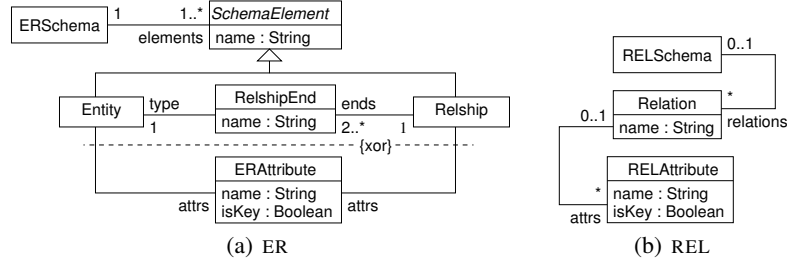 ERSchema
1
1..*
elements
SchemaElement
name : String
Entity
type
1
RelshipEnd
name : String
ends
2..*
1
Relship
{xor}
ERAttribute
name : String
isKey : Boolean
attrs
attrs
(a) ER
RELSchema
0..1
*
relations
Relation
name : String
0..1
RELAttribute
name : String
isKey : Boolean
*
attrs
(b) REL